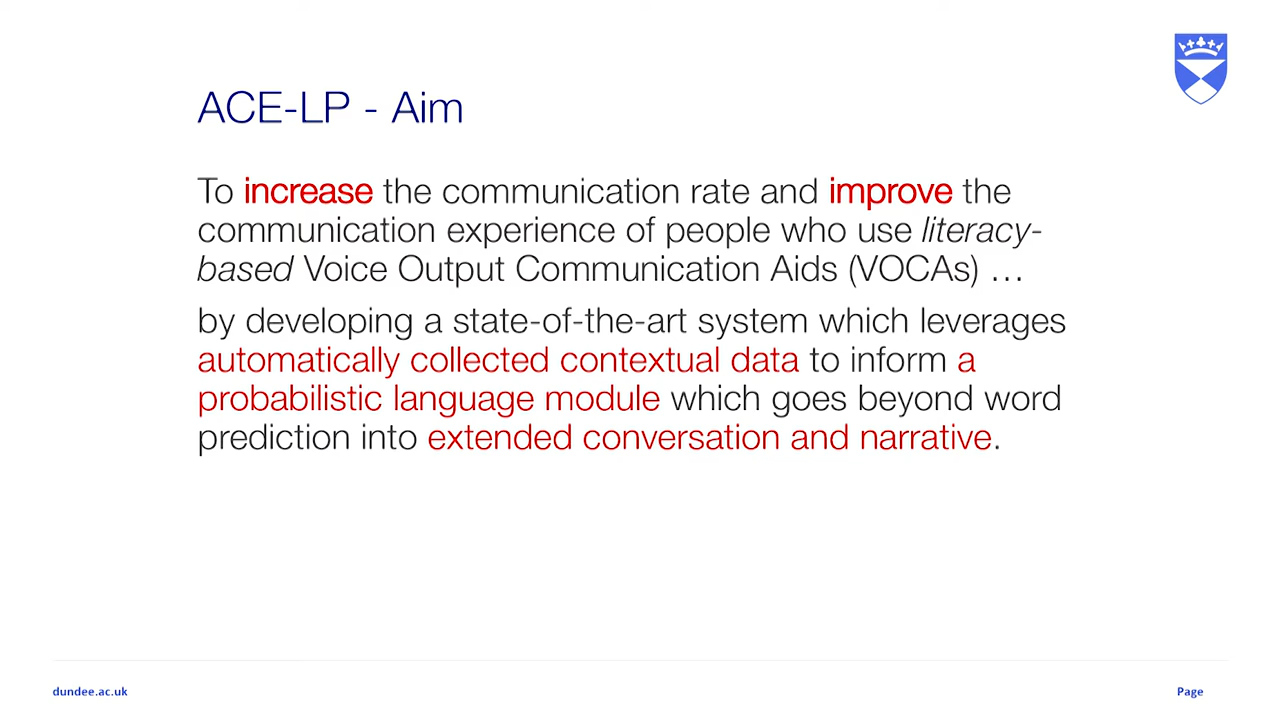 ACE-LP - Aim
To increase the communication rate and improve the
communication experience of people who use literacy-
based Voice Output Communication Aids (VOCAs) …
by developing a state-of-the-art system which leverages
automatically collected contextual data to inform a
probabilistic language module which goes beyond word
prediction into extended conversation and narrative.
dundee.ac.uk
Page